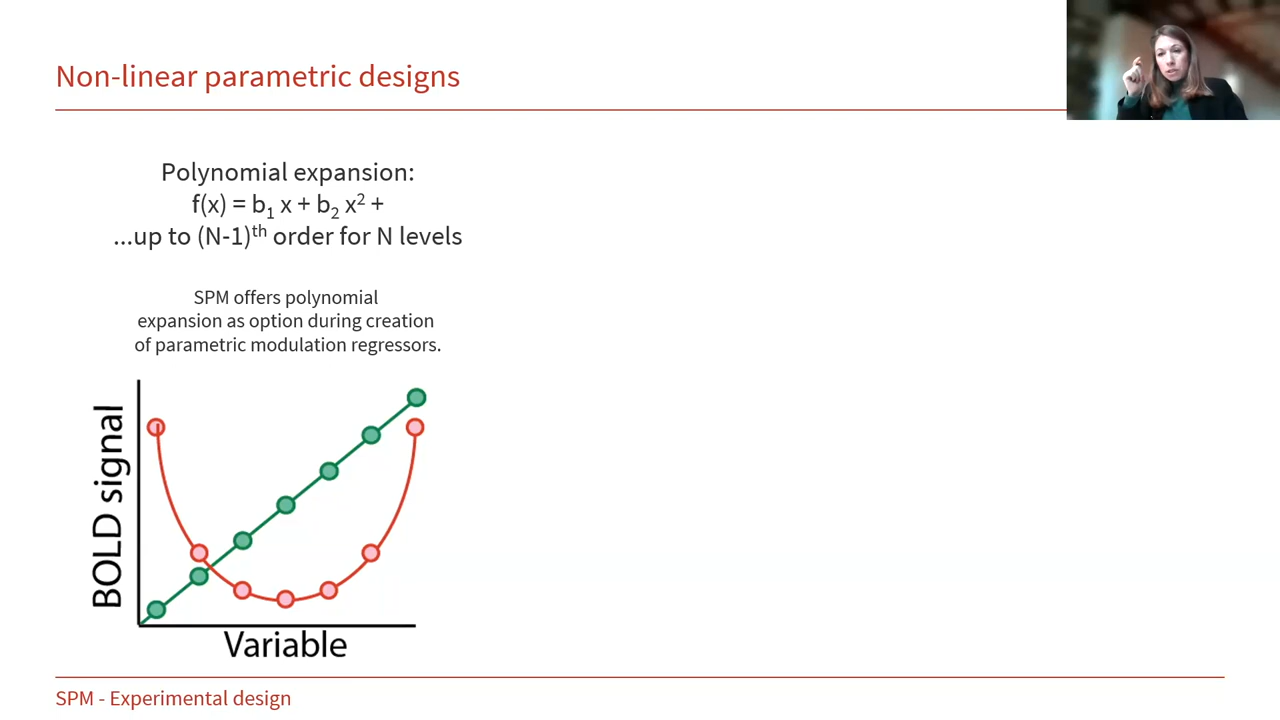 Non-linear parametric designs
Polynomial expansion:
f(x) = b₁ x + b₂ x² +
...up to (N-1)ᵗʰ order for N levels
SPM offers polynomial
expansion as option during creation
of parametric modulation regressors.
BOLD signal
Variable
SPM - Experimental design